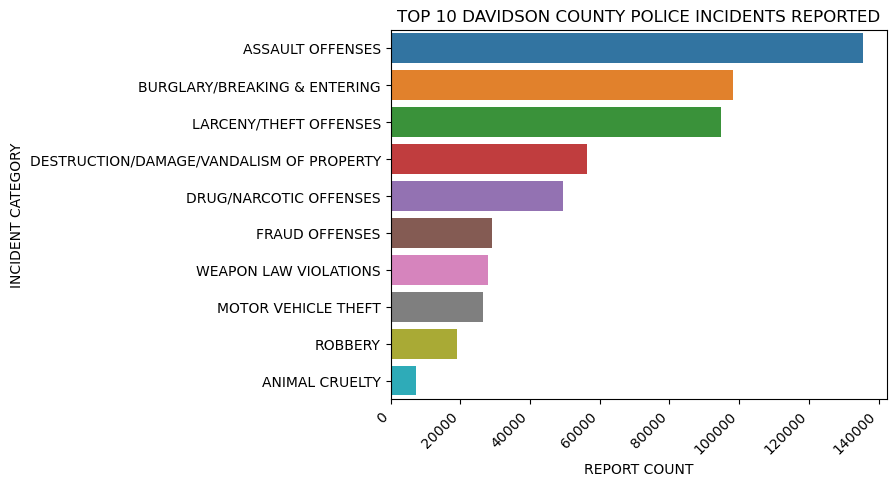 TOP 10 DAVIDSON COUNTY POLICE INCIDENTS REPORTED
INCIDENT CATEGORY
ASSAULT OFFENSES
BURGLARY/BREAKING & ENTERING
LARCENY/THEFT OFFENSES
DESTRUCTION/DAMAGE/VANDALISM OF PROPERTY
DRUG/NARCOTIC OFFENSES
FRAUD OFFENSES
WEAPON LAW VIOLATIONS
MOTOR VEHICLE THEFT
ROBBERY
ANIMAL CRUELTY
0
20000
40000
60000
80000
100000
120000
140000
REPORT COUNT